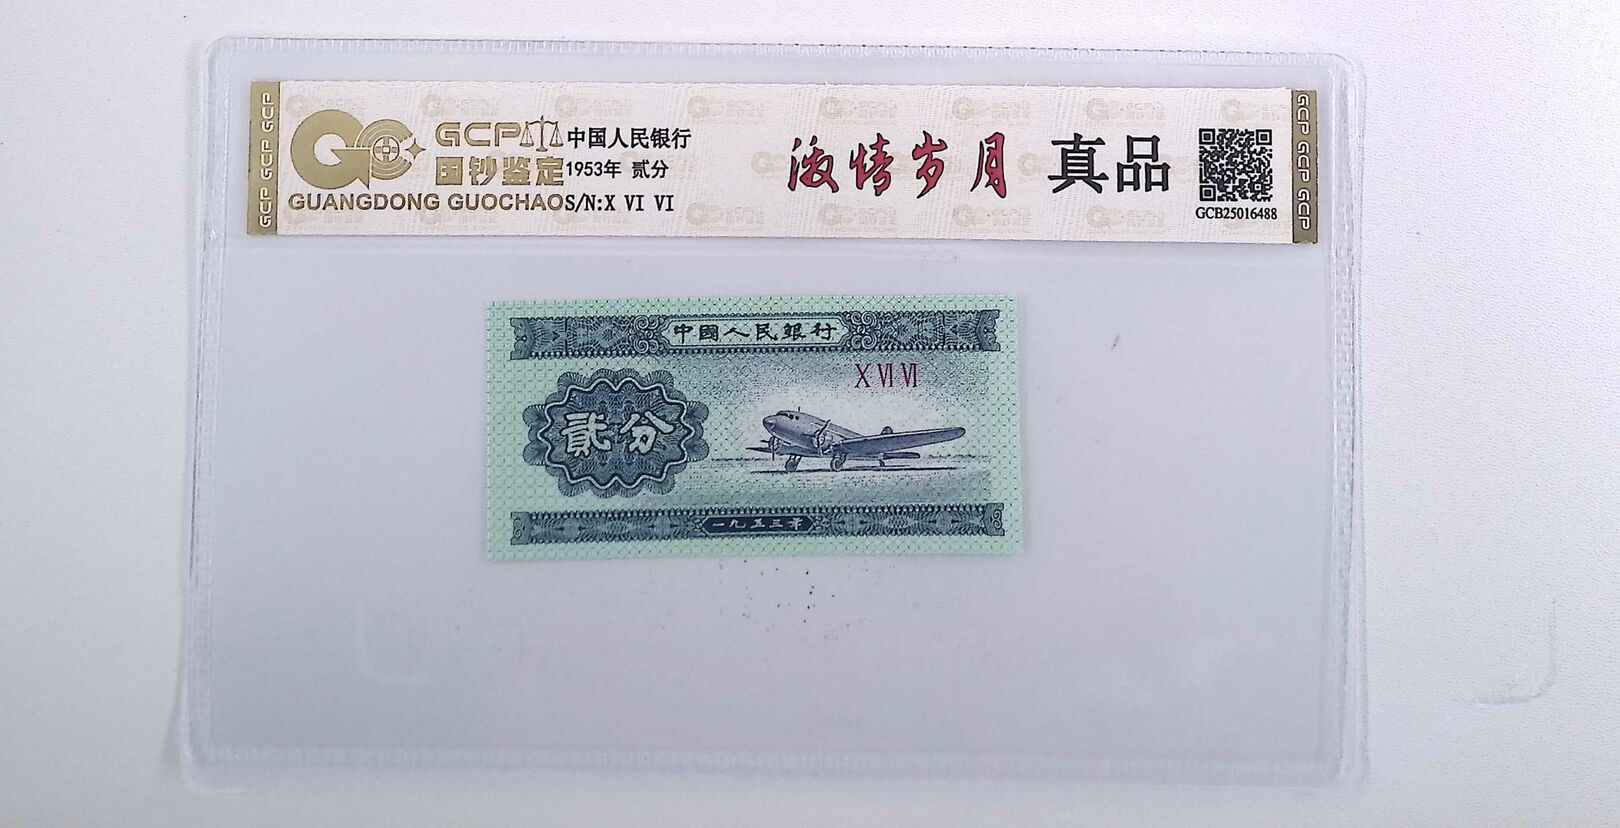 GCP GCP GCP
GCP
中国人民银行
国钞鉴定
1953年 贰分
GUANGDONG GUOCHAO
S/N:X VI VI
激情岁月
真品
GCB25016488
GCP GCP GCP
中國人民銀行
X VI VI
貳分
一九五三年